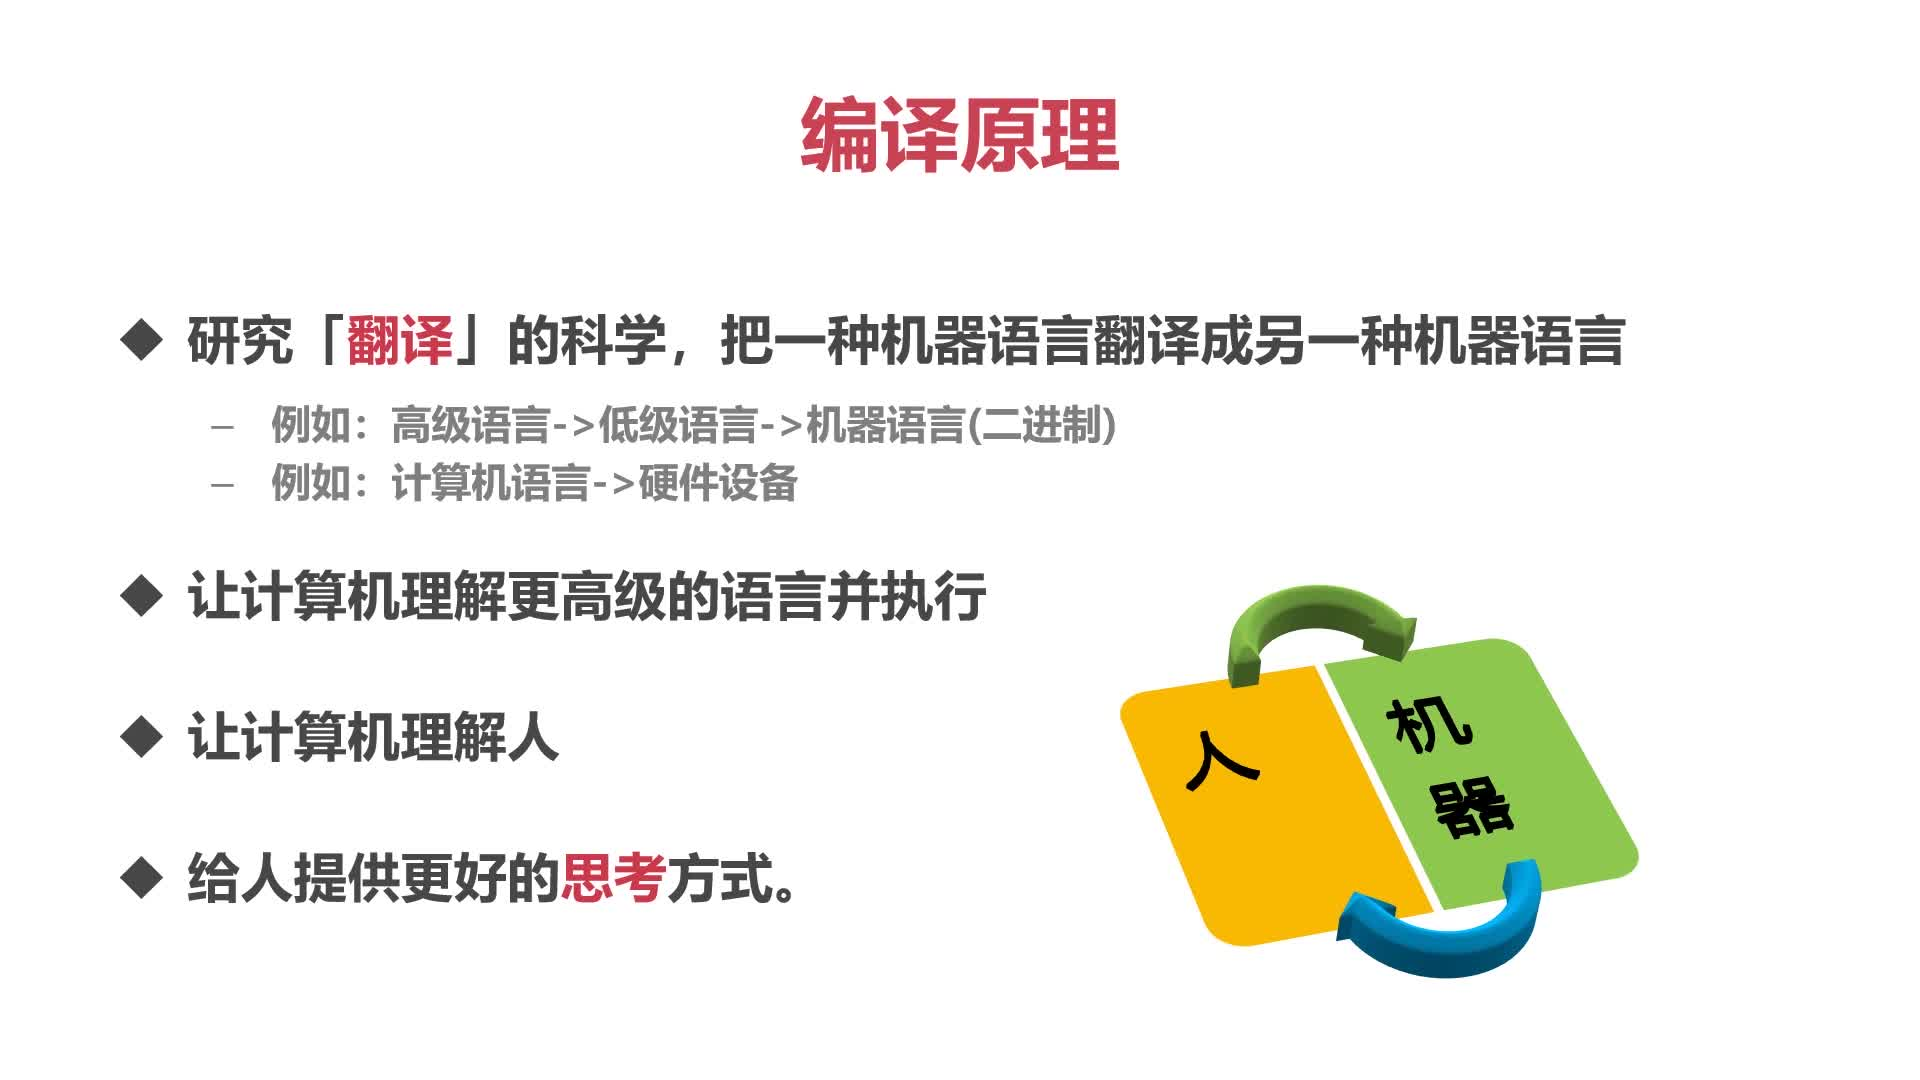 编译原理
◆ 研究「翻译」的科学，把一种机器语言翻译成另一种机器语言
– 例如：高级语言->低级语言->机器语言(二进制)
– 例如：计算机语言->硬件设备
◆ 让计算机理解更高级的语言并执行
◆ 让计算机理解人
◆ 给人提供更好的思考方式。
人
机
器